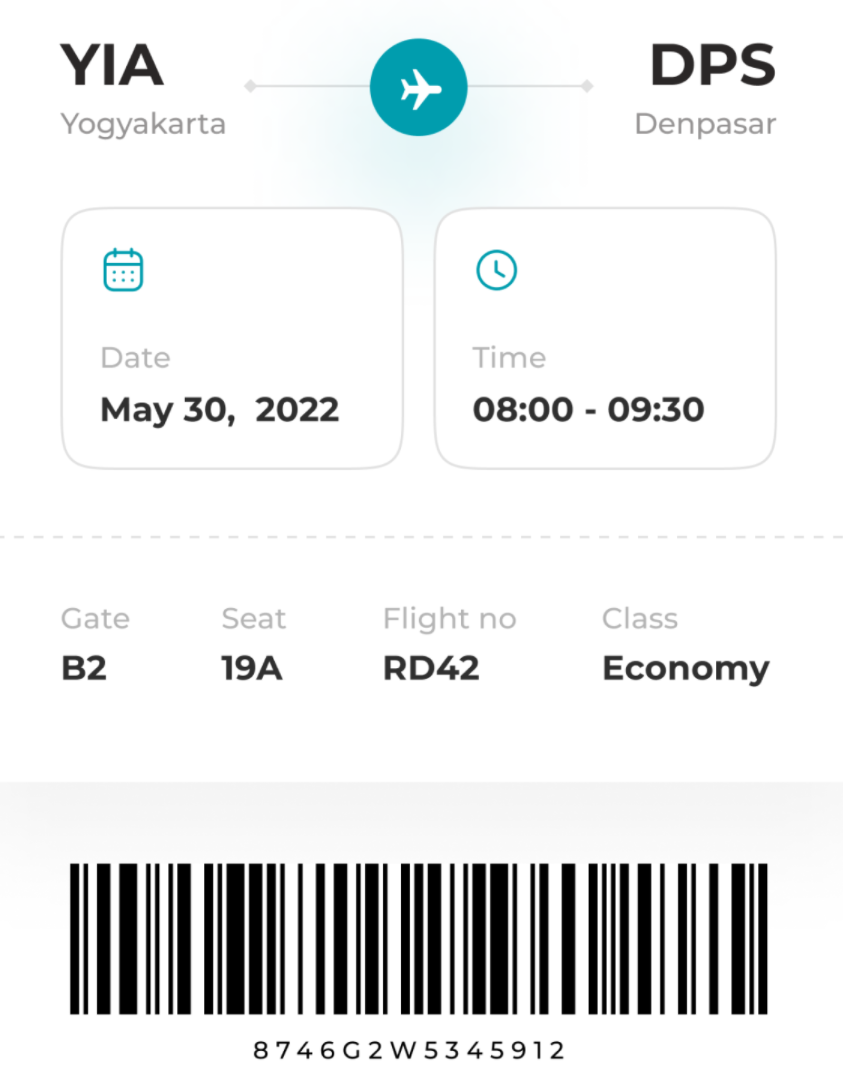 YIA DPS
Yogyakarta Denpasar
Date Time
May 30,  2022 08:00 - 09:30
Gate Seat Flight no Class
B2 19A RD42 Economy
8746G2W5345912